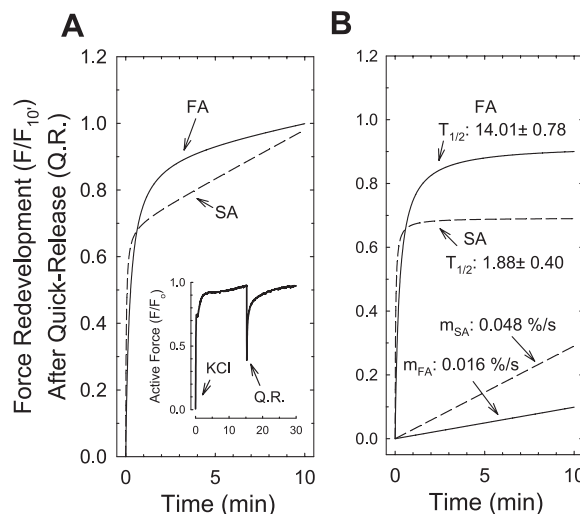 A
Force Redevelopment (F/F10')
After Quick-Release (Q.R.)
1.2
1.0
0.8
0.6
0.4
0.2
0.0
FA
SA
Active Force (F/Fo)
1.0
0.5
0.0
KCl
Q.R.
0 10 20 30
0 5 10
Time (min)
B
1.2
1.0
0.8
0.6
0.4
0.2
0.0
FA
T1/2: 14.01± 0.78
SA
T1/2: 1.88± 0.40
mSA: 0.048 %/s
mFA: 0.016 %/s
0 5 10
Time (min)